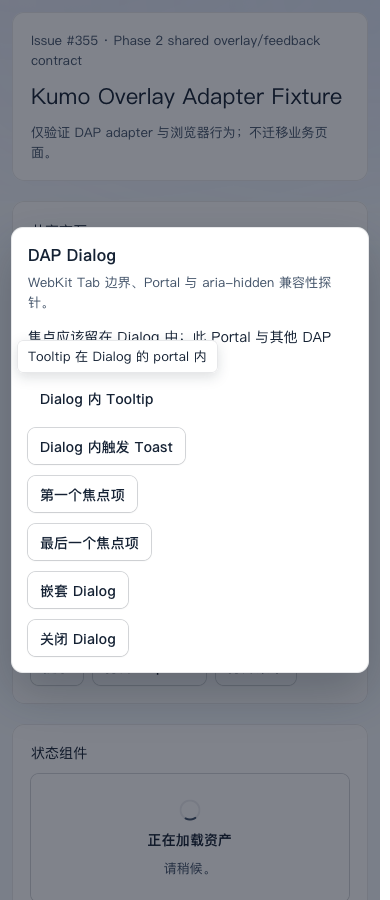 Issue #355 · Phase 2 shared overlay/feedback
contract
Kumo Overlay Adapter Fixture
仅验证 DAP adapter 与浏览器行为；不迁移业务页
面。
DAP Dialog
WebKit Tab 边界、Portal 与 aria-hidden 兼容性探
针。
焦点应该留在 Dialog 中；此 Portal 与其他 DAP
Tooltip 在 Dialog 的 portal 内
Dialog 内 Tooltip
Dialog 内触发 Toast
第一个焦点项
最后一个焦点项
嵌套 Dialog
关闭 Dialog
状态组件
正在加载资产
请稍候。